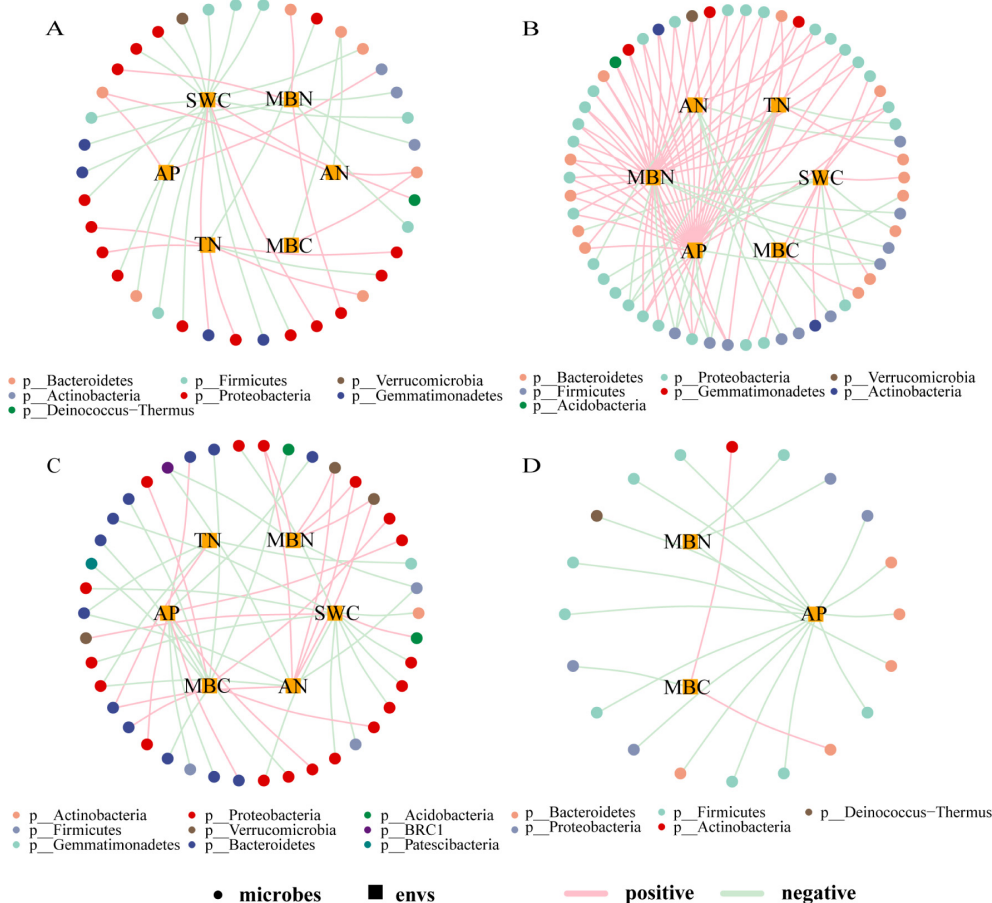 A
SWC MBN
AP AN
TN MBC
p__Bacteroidetes p__Firmicutes p__Verrucomicrobia
p__Actinobacteria p__Proteobacteria p__Gemmatimonadetes
p__Deinococcus−Thermus
B
AN TN
MBN SWC
AP MBC
p__Bacteroidetes p__Proteobacteria p__Verrucomicrobia
p__Firmicutes p__Gemmatimonadetes p__Actinobacteria
p__Acidobacteria
C
TN MBN
AP SWC
MBC AN
p__Actinobacteria p__Proteobacteria p__Acidobacteria
p__Firmicutes p__Verrucomicrobia p__BRC1
p__Gemmatimonadetes p__Bacteroidetes p__Patescibacteria
D
MBN
AP
MBC
p__Bacteroidetes p__Firmicutes p__Deinococcus−Thermus
p__Proteobacteria p__Actinobacteria
microbes envs positive negative